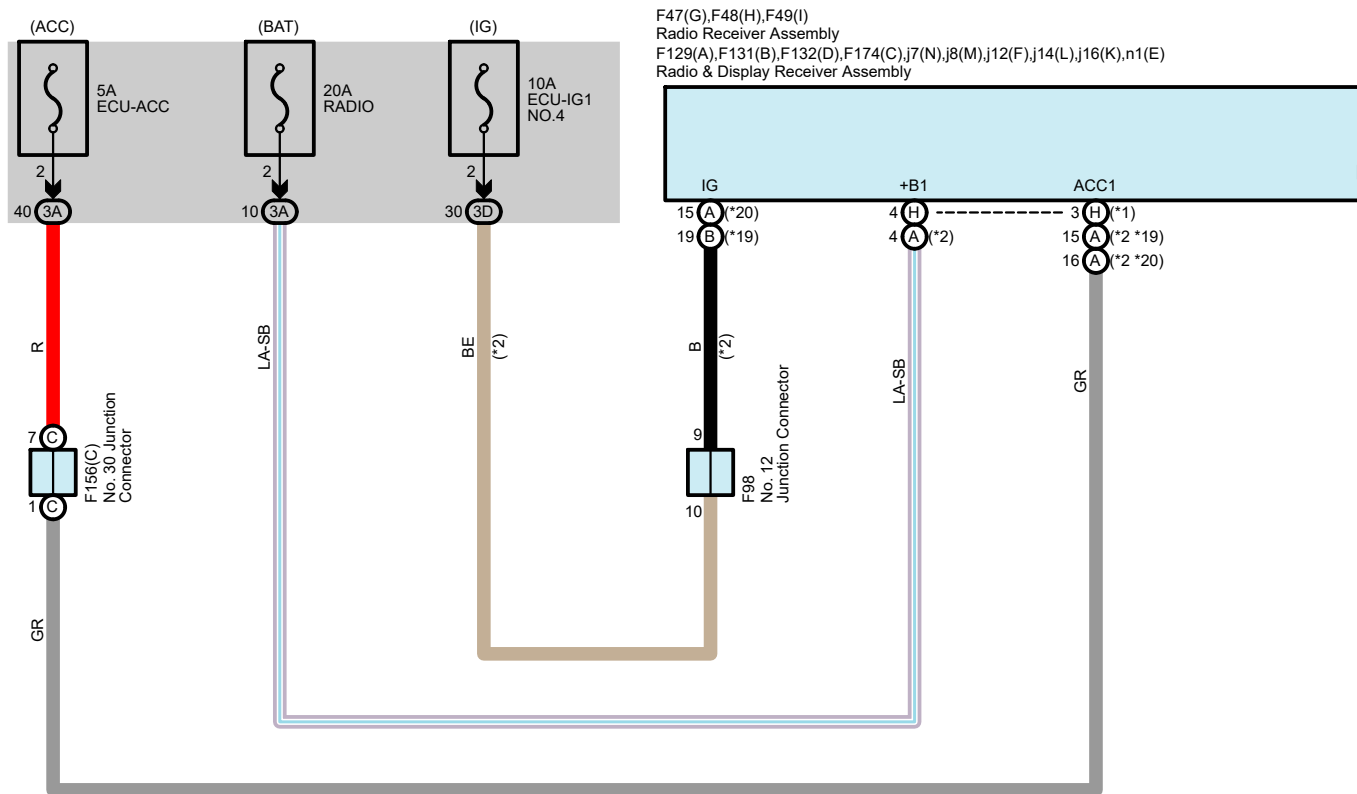 (ACC)
(BAT)
(IG)
F47(G),F48(H),F49(I)
Radio Receiver Assembly
F129(A),F131(B),F132(D),F174(C),j7(N),j8(M),j12(F),j14(L),j16(K),n1(E)
Radio & Display Receiver Assembly
5A
ECU-ACC
20A
RADIO
10A
ECU-IG1
NO.4
2
2
2
40 3A
10 3A
30 3D
IG
+B1
ACC1
15 A (*20)
4 H
3 H (*1)
19 B (*19)
4 A (*2)
15 A (*2 *19)
16 A (*2 *20)
R
LA-SB
BE
(*2)
B
(*2)
LA-SB
GR
7 C
F156(C)
No. 30 Junction
Connector
1 C
9
F98
No. 12
Junction Connector
10
GR